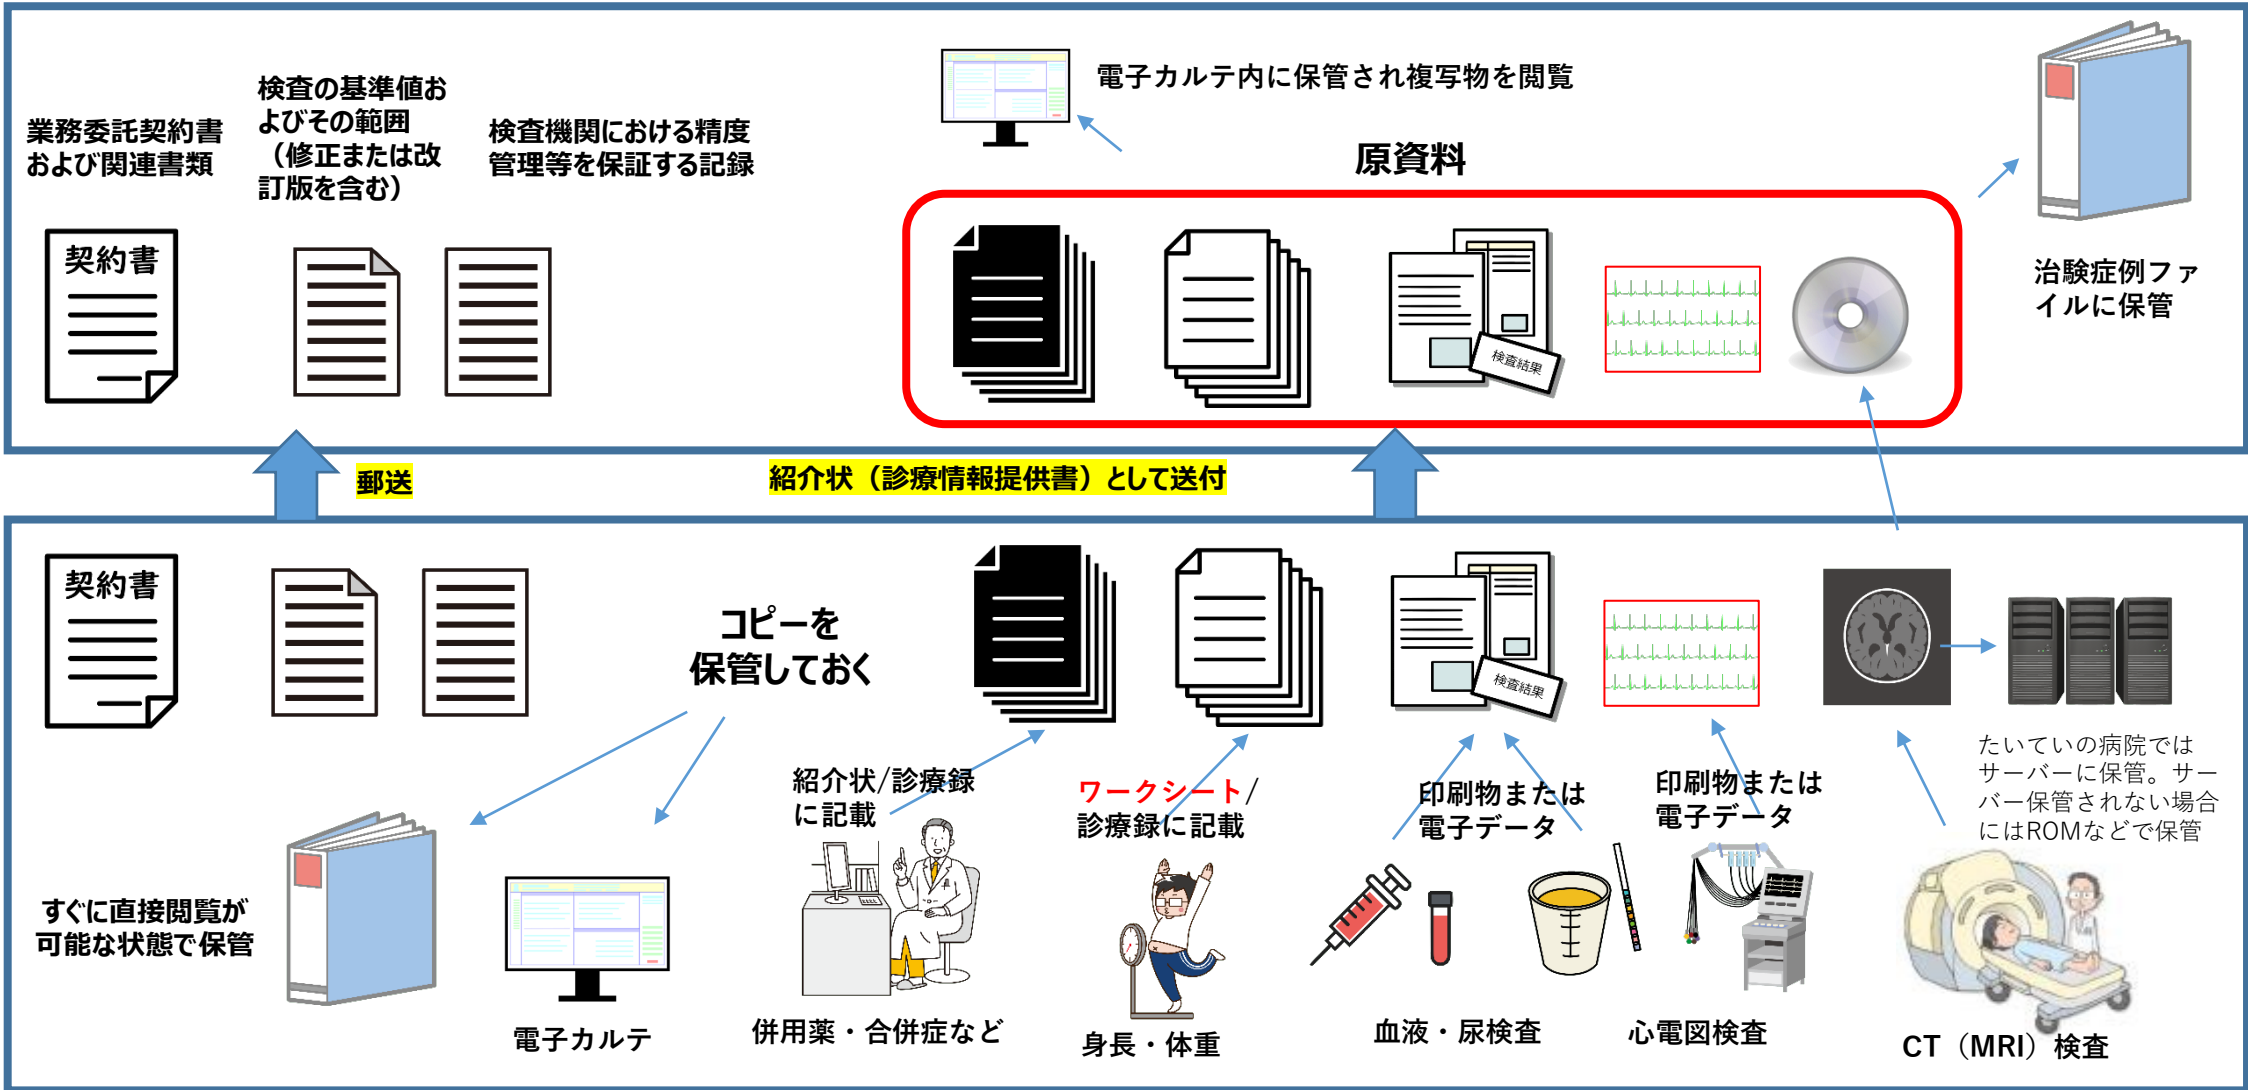 業務委託契約書
および関連書類
検査の基準値お
よびその範囲
（修正または改
訂版を含む）
検査機関における精度
管理等を保証する記録
電子カルテ内に保管され複写物を閲覧
原資料
契約書
検査結果
治験症例ファ
イルに保管
郵送
紹介状（診療情報提供書）として送付
契約書
コピーを
保管しておく
検査結果
たいていの病院では
サーバーに保管。サー
バー保管されない場合
にはROMなどで保管
紹介状/診療録
に記載
ワークシート/
診療録に記載
印刷物または
電子データ
印刷物または
電子データ
すぐに直接閲覧が
可能な状態で保管
電子カルテ
併用薬・合併症など
身長・体重
血液・尿検査
心電図検査
CT（MRI）検査